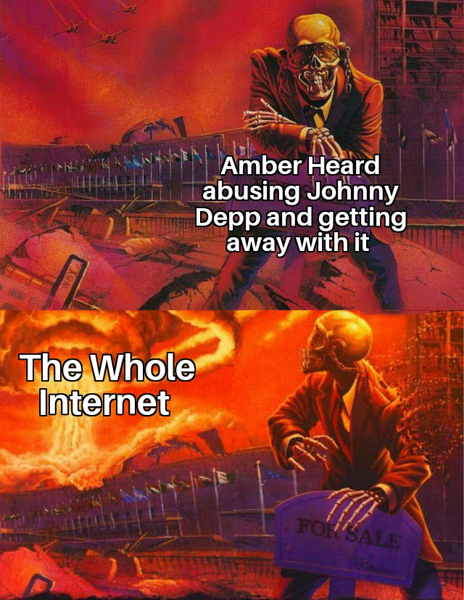 Amber Heard
abusing Johnny
Depp and getting
away with it
The Whole
Internet
FOR SALE